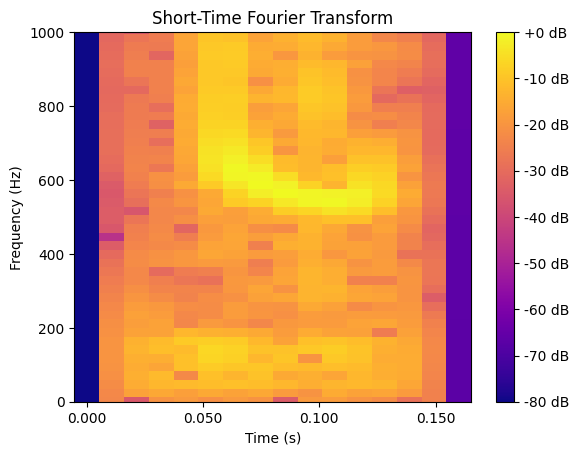 Short-Time Fourier Transform
1000
800
600
400
200
0
Frequency (Hz)
0.000
0.050
0.100
0.150
Time (s)
+0 dB
-10 dB
-20 dB
-30 dB
-40 dB
-50 dB
-60 dB
-70 dB
-80 dB